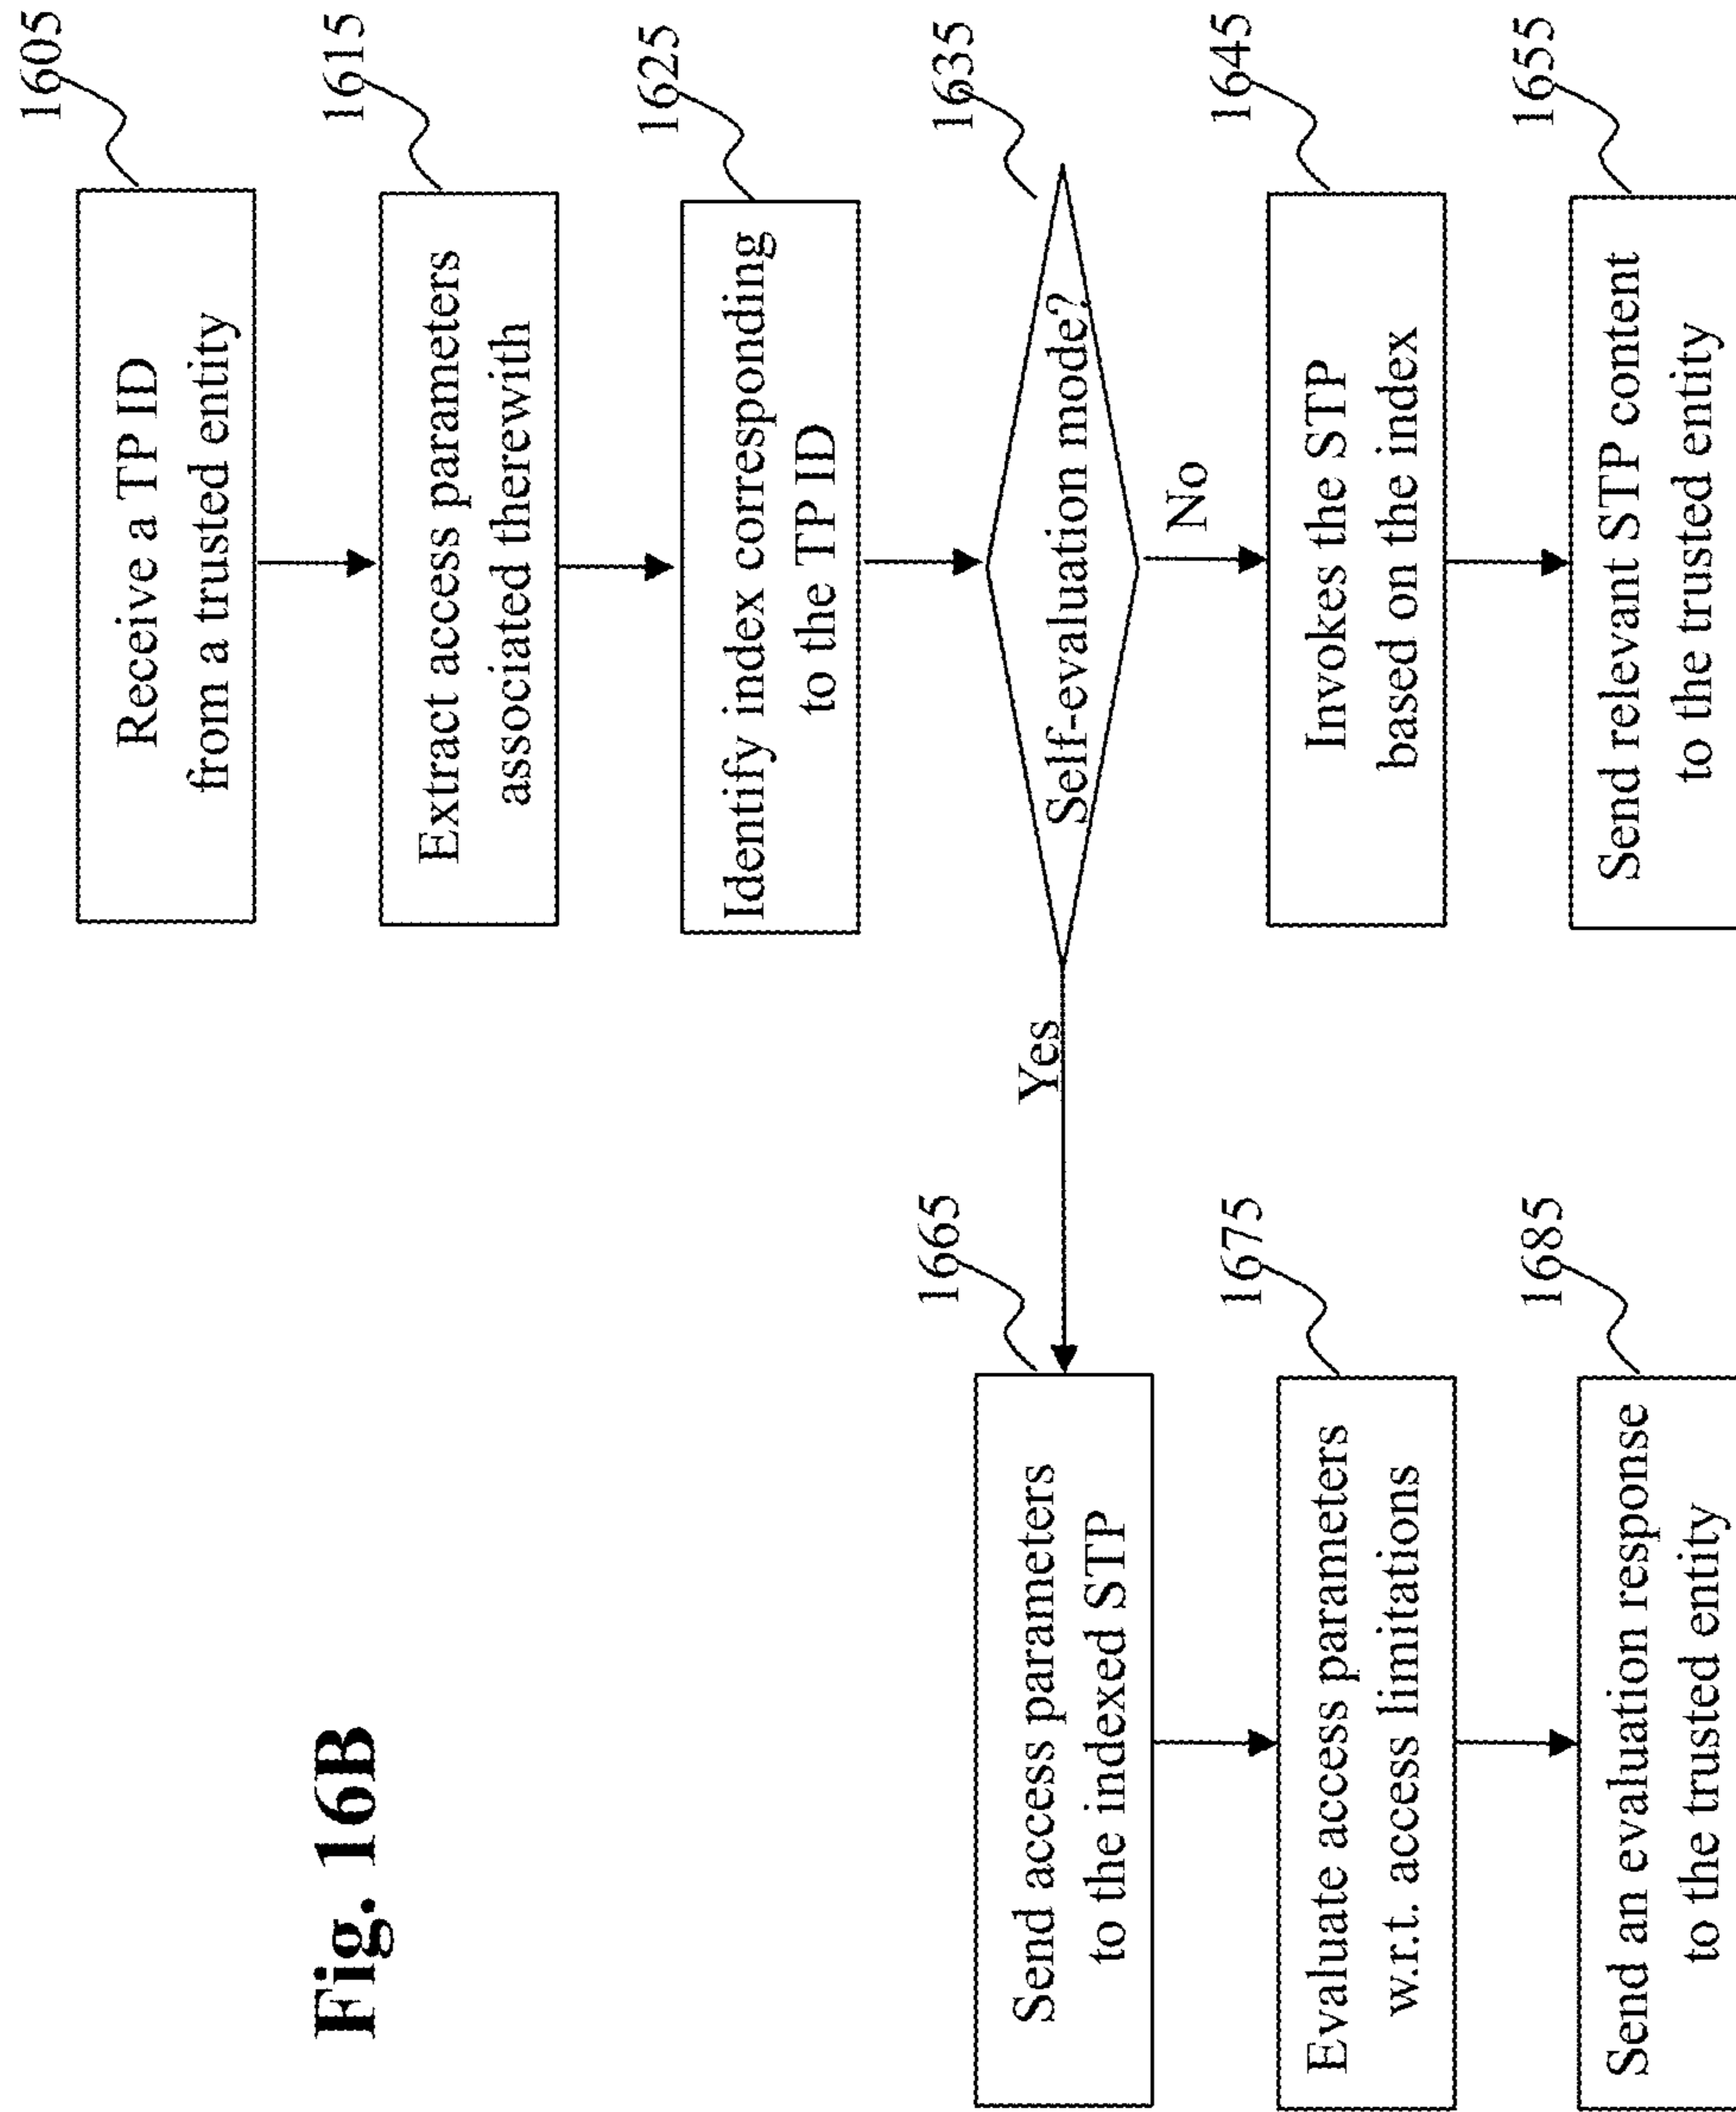 Fig. 16B
1605
Receive a TP ID
from a trusted entity
1615
Extract access parameters
associated therewith
1625
Identify index corresponding
to the TP ID
1635
Self-evaluation mode?
Yes
No
1645
Invokes the STP
based on the index
1655
Send relevant STP content
to the trusted entity
1665
Send access parameters
to the indexed STP
1675
Evaluate access parameters
w.r.t. access limitations
1685
Send an evaluation response
to the trusted entity